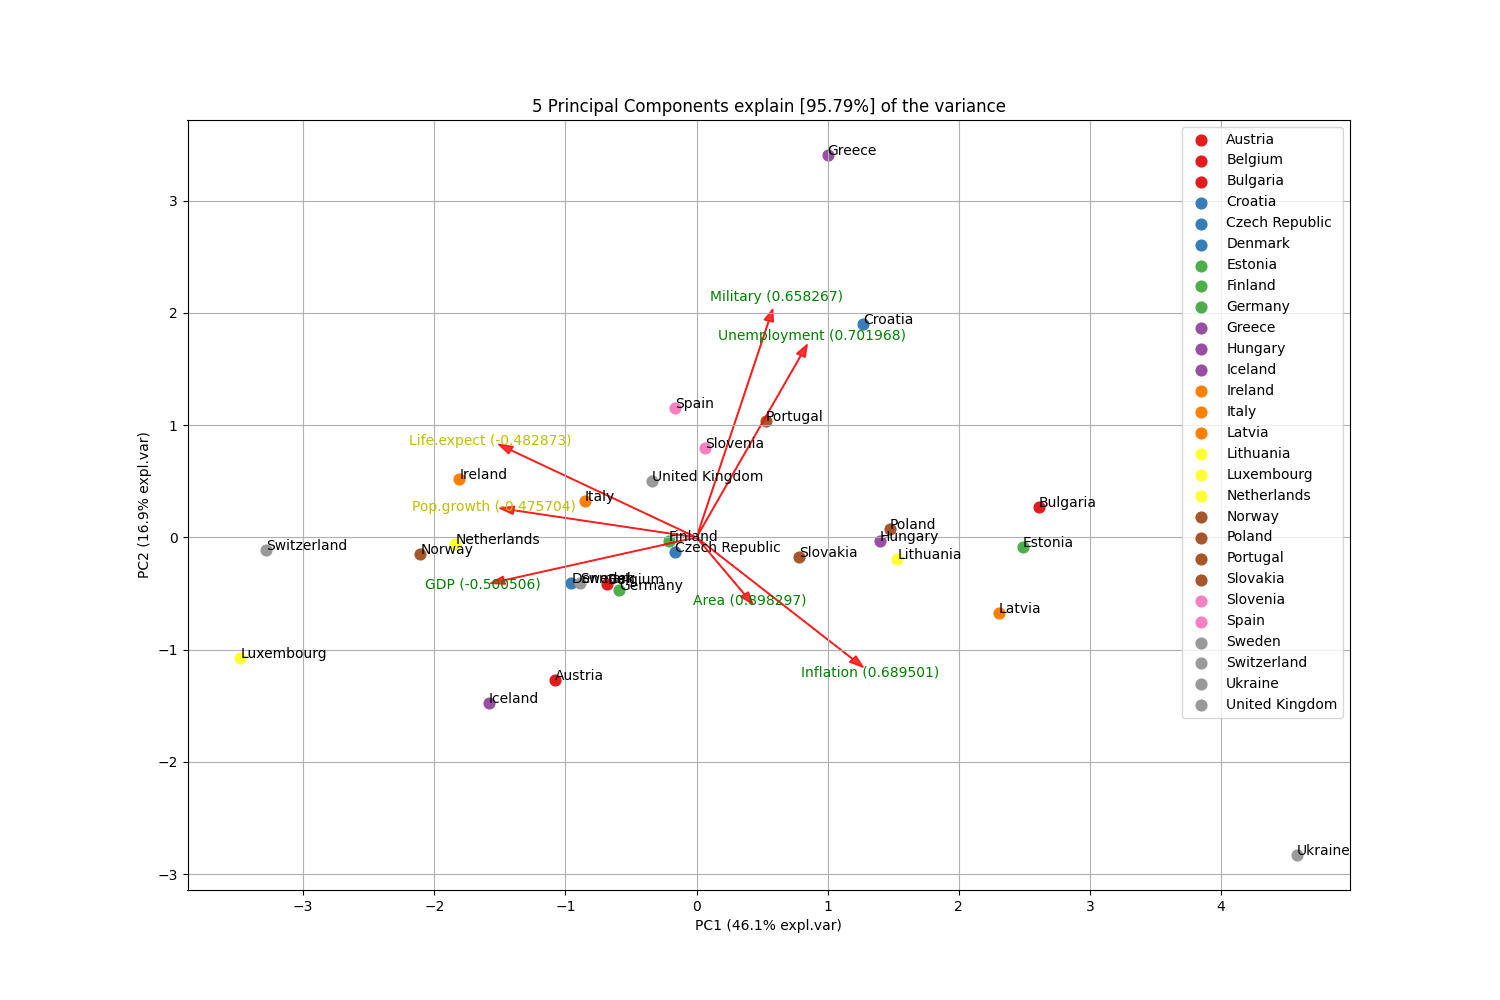 5 Principal Components explain [95.79%] of the variance
Greece
Military (0.658267)
Croatia
Unemployment (0.701968)
Spain
Portugal
Life.expect (-0.482873)
Slovenia
Ireland
United Kingdom
Italy
Pop.growth (-0.475704)
Bulgaria
Poland
Finland
Hungary
Netherlands
Switzerland
Norway
Czech Republic
Estonia
Slovakia
Lithuania
Denmark
Sweden
Belgium
GDP (-0.500506)
Germany
Area (0.898297)
Latvia
Luxembourg
Inflation (0.689501)
Austria
Iceland
Ukraine
Austria
Belgium
Bulgaria
Croatia
Czech Republic
Denmark
Estonia
Finland
Germany
Greece
Hungary
Iceland
Ireland
Italy
Latvia
Lithuania
Luxembourg
Netherlands
Norway
Poland
Portugal
Slovakia
Slovenia
Spain
Sweden
Switzerland
Ukraine
United Kingdom
3
2
1
0
−1
−2
−3
PC2 (16.9% expl.var)
−3
−2
−1
0
1
2
3
4
PC1 (46.1% expl.var)